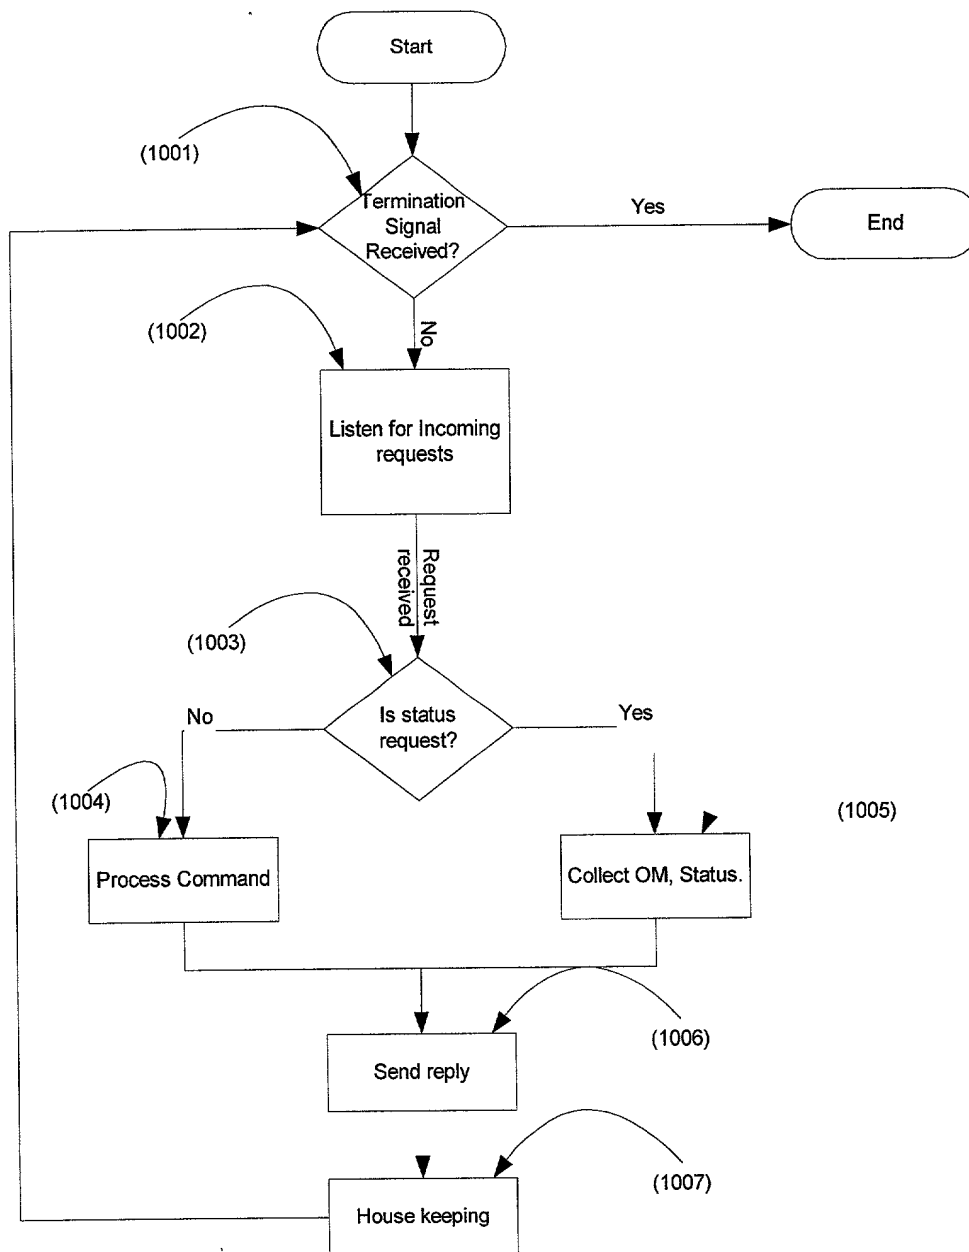 Start
(1001)
Termination
Signal
Received?
Yes
End
(1002)
No
Listen for Incoming
requests
Request
received
(1003)
Is status
request?
No
Yes
(1004)
(1005)
Process Command
Collect OM, Status.
(1006)
Send reply
(1007)
House keeping